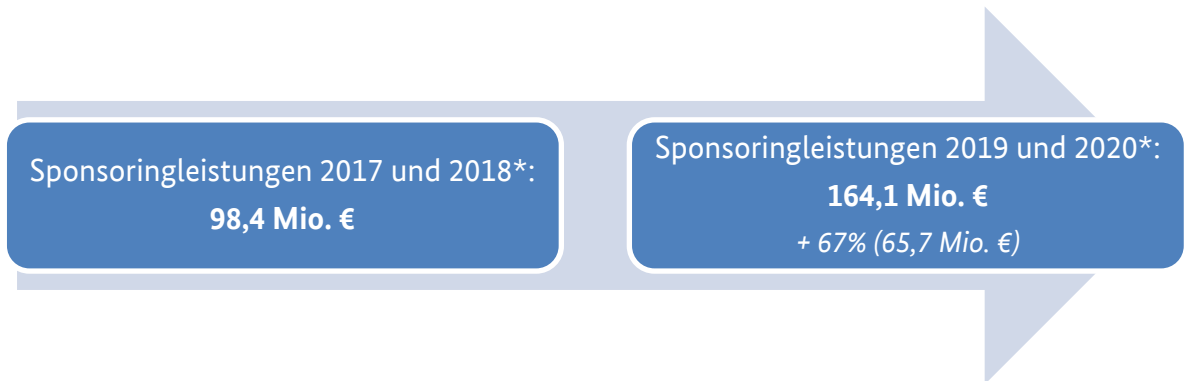 Sponsoringleistungen 2017 und 2018*:
98,4 Mio. €
Sponsoringleistungen 2019 und 2020*:
164,1 Mio. €
+ 67% (65,7 Mio. €)